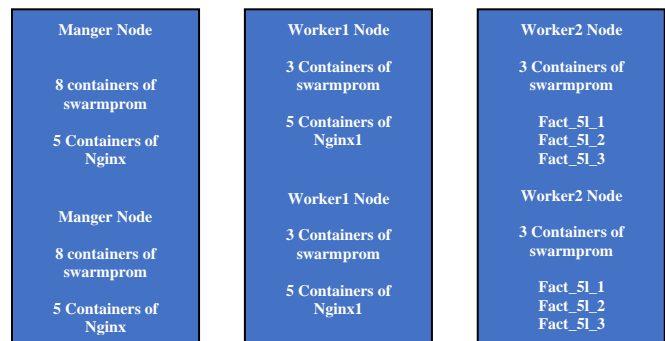 Manger Node
8 containers of
swarmprom
5 Containers of
Nginx
Manger Node
8 containers of
swarmprom
5 Containers of
Nginx
Worker1 Node
3 Containers of
swarmprom
5 Containers of
Nginx1
Worker1 Node
3 Containers of
swarmprom
5 Containers of
Nginx1
Worker2 Node
3 Containers of
swarmprom
Fact_5l_1
Fact_5l_2
Fact_5l_3
Worker2 Node
3 Containers of
swarmprom
Fact_5l_1
Fact_5l_2
Fact_5l_3